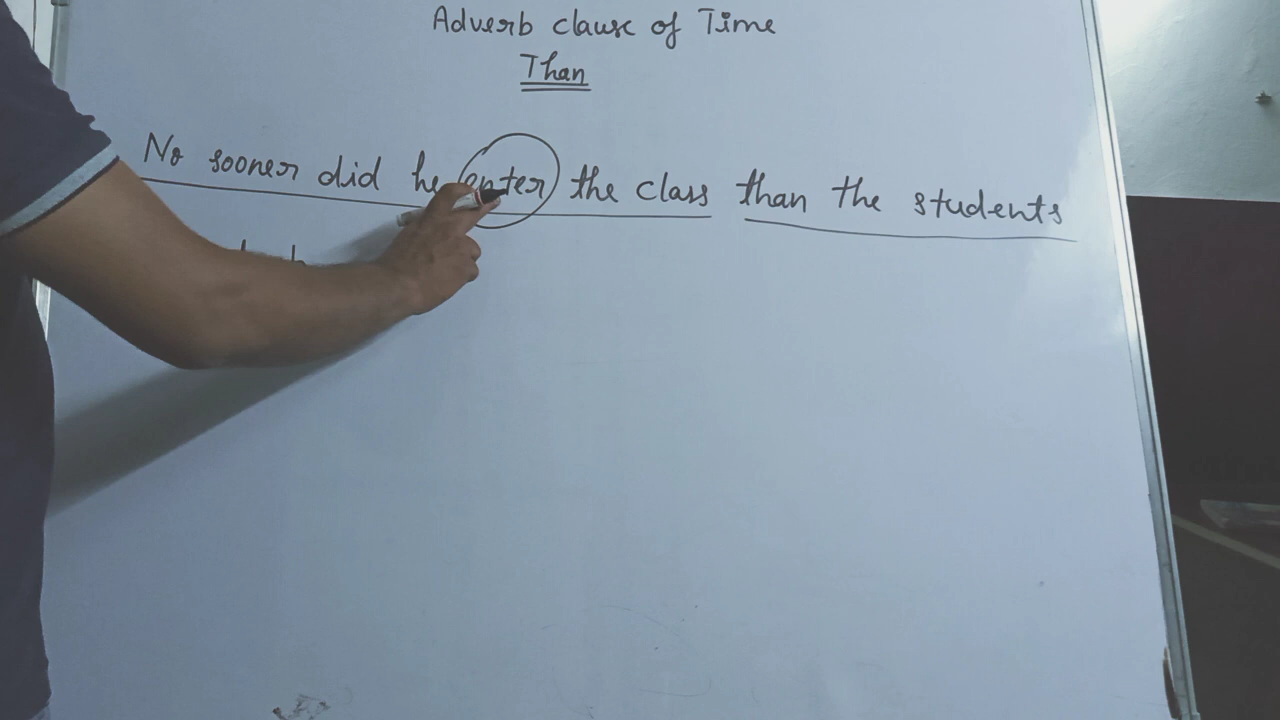 Adverb clause of Time
Than
No sooner did he enter the class than the students